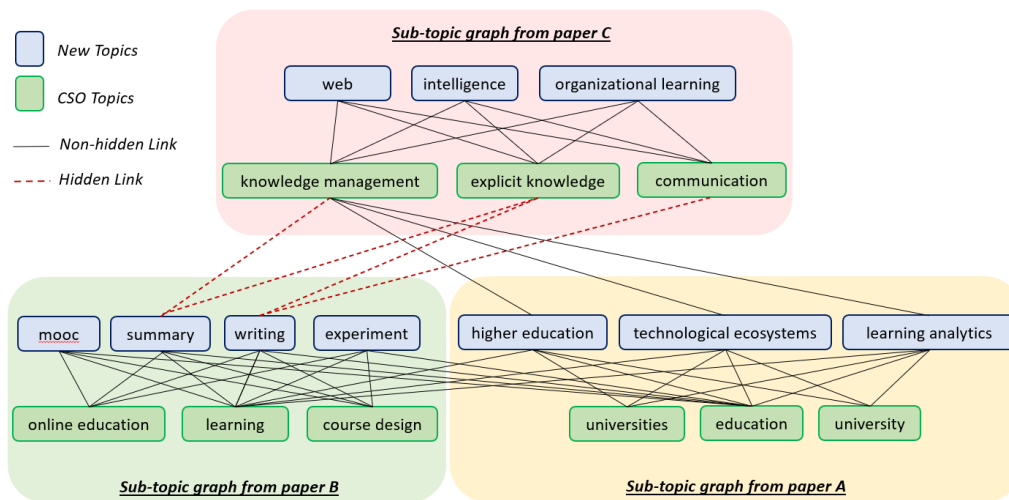 Sub-topic graph from paper C
New Topics
CSO Topics
Non-hidden Link
Hidden Link
web
intelligence
organizational learning
knowledge management
explicit knowledge
communication
mooc
summary
writing
experiment
higher education
technological ecosystems
learning analytics
online education
learning
course design
universities
education
university
Sub-topic graph from paper B
Sub-topic graph from paper A